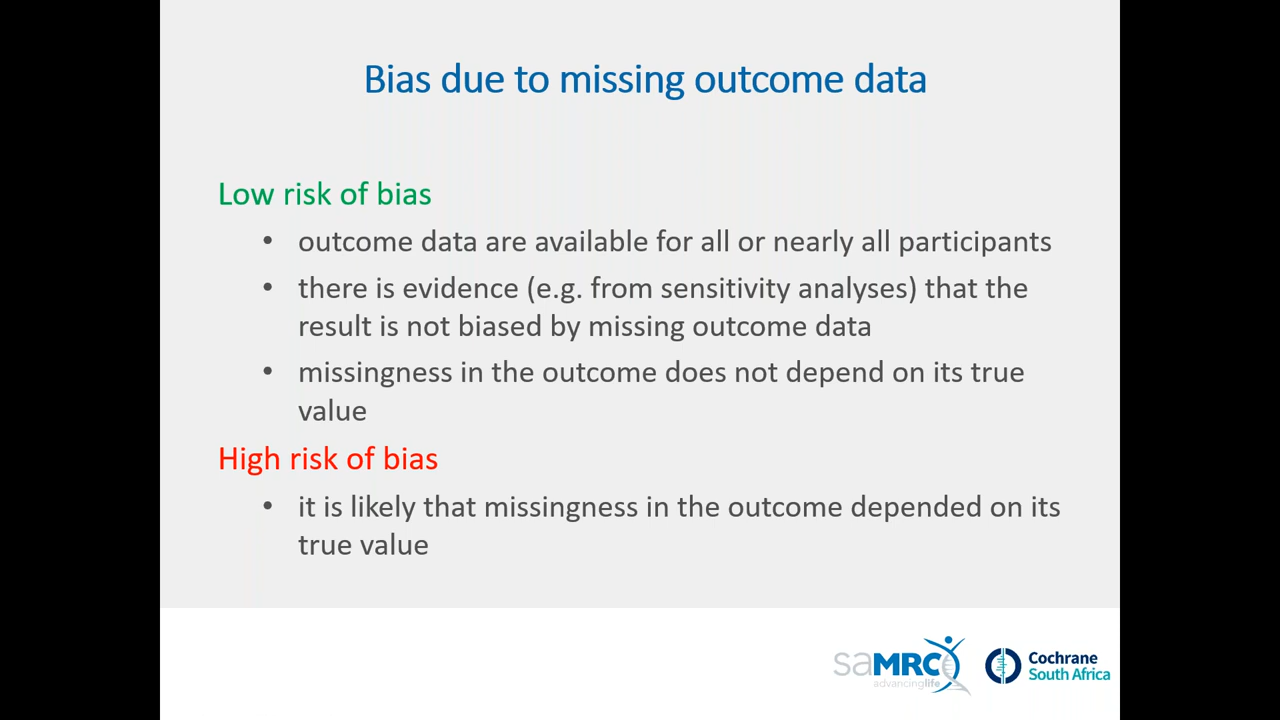 Bias due to missing outcome data
Low risk of bias
• outcome data are available for all or nearly all participants
• there is evidence (e.g. from sensitivity analyses) that the
result is not biased by missing outcome data
• missingness in the outcome does not depend on its true
value
High risk of bias
• it is likely that missingness in the outcome depended on its
true value
saMRC
advancinglife
Cochrane
South Africa